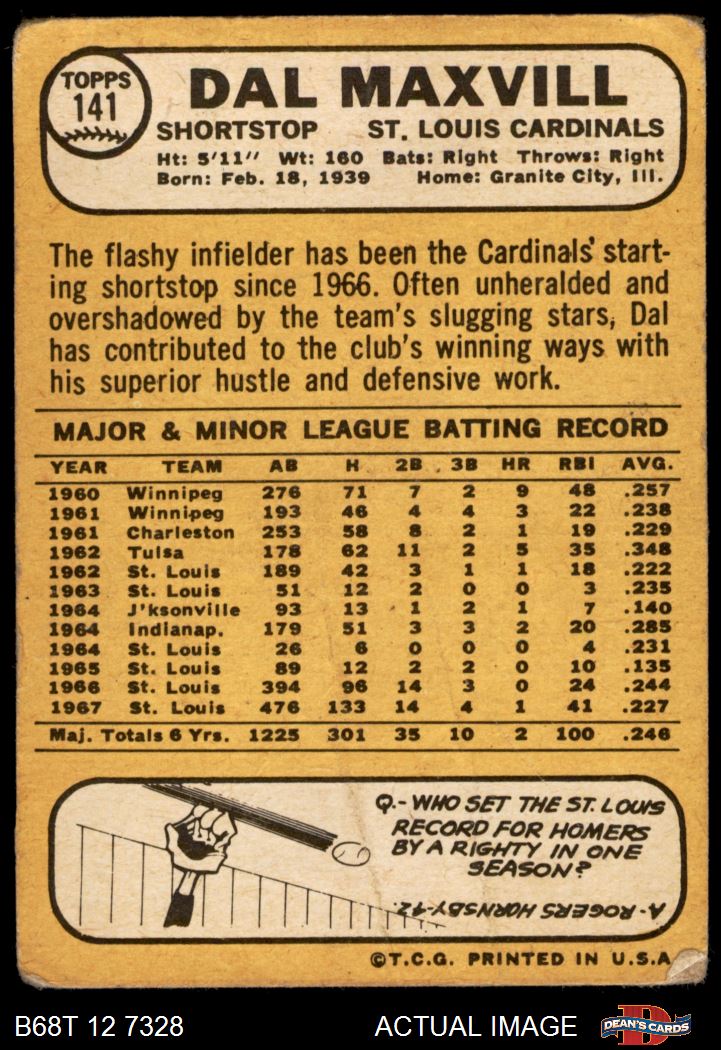 TOPPS
141
DAL MAXVILL
SHORTSTOP ST. LOUIS CARDINALS
Ht: 5'11" Wt: 160 Bats: Right Throws: Right
Born: Feb. 18, 1939 Home: Granite City, Ill.
The flashy infielder has been the Cardinals' start-
ing shortstop since 1966. Often unheralded and
overshadowed by the team's slugging stars, Dal
has contributed to the club's winning ways with
his superior hustle and defensive work.
MAJOR & MINOR LEAGUE BATTING RECORD
YEAR TEAM AB H 2B 3B HR RBI AVG.
1960 Winnipeg 276 71 7 2 9 48 .257
1961 Winnipeg 193 46 4 4 3 22 .238
1961 Charleston 253 58 8 2 1 19 .229
1962 Tulsa 178 62 11 2 5 35 .348
1962 St. Louis 189 42 3 1 1 18 .222
1963 St. Louis 51 12 2 0 0 3 .235
1964 J'ksonville 93 13 1 2 1 7 .140
1964 Indianap. 179 51 3 3 2 20 .285
1964 St. Louis 26 6 0 0 0 4 .231
1965 St. Louis 89 12 2 2 0 10 .135
1966 St. Louis 394 96 14 3 0 24 .244
1967 St. Louis 476 133 14 4 1 41 .227
Maj. Totals 6 Yrs. 1225 301 35 10 2 100 .246
Q.- WHO SET THE ST. LOUIS
RECORD FOR HOMERS
BY A RIGHTY IN ONE
SEASON?
A- ROGERS HORNSBY-42.
©T.C.G. PRINTED IN U.S.A
B68T 12 7328 ACTUAL IMAGE
D
DEAN'S CARDS